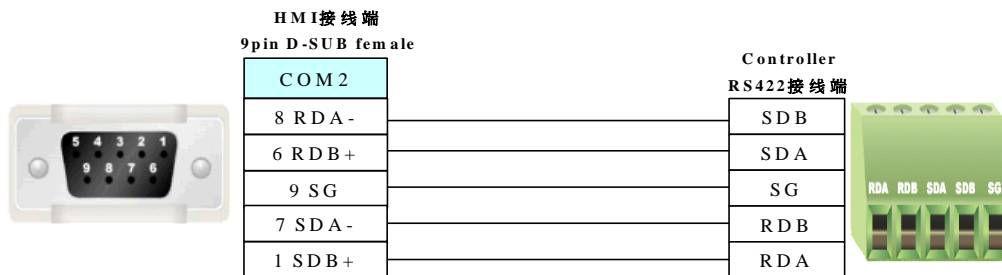 HMI接线端
9pin D-SUB female
COM2
8 RDA-
6 RDB+
9 SG
7 SDA-
1 SDB+
5 4 3 2 1
9 8 7 6
Controller
RS422接线端
SDB
SDA
SG
RDB
RDA
RDA RDB SDA SDB SG